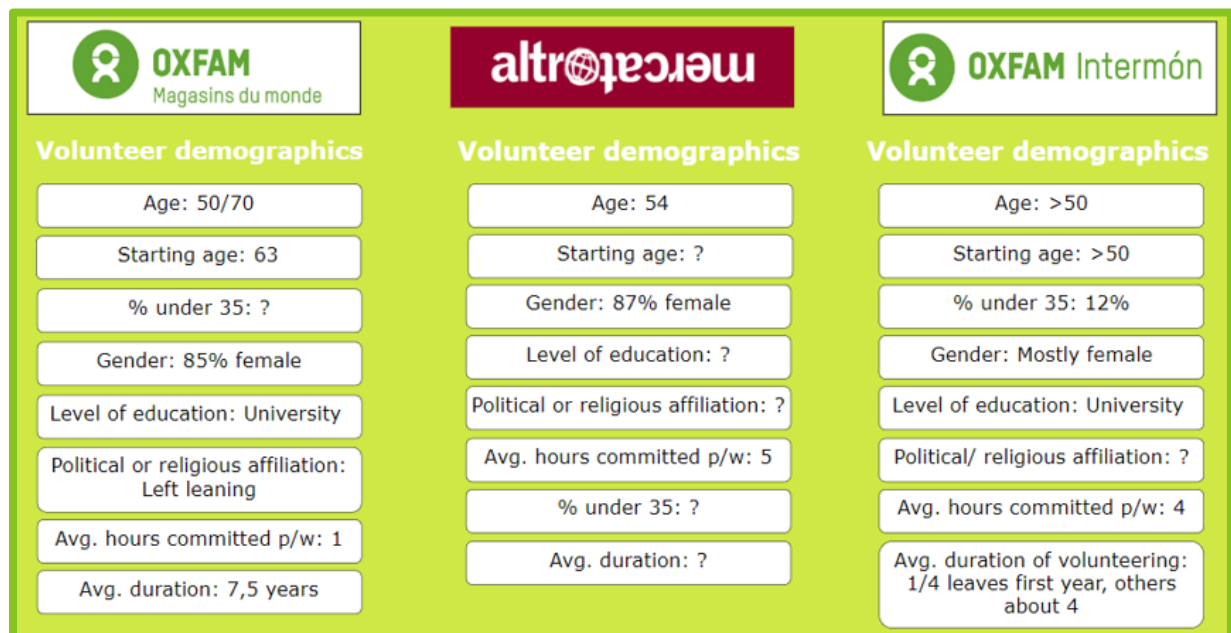 OXFAM
Magasins du monde
Volunteer demographics
Age: 50/70
Starting age: 63
% under 35: ?
Gender: 85% female
Level of education: University
Political or religious affiliation:
Left leaning
Avg. hours committed p/w: 1
Avg. duration: 7,5 years
altromercato
Volunteer demographics
Age: 54
Starting age: ?
Gender: 87% female
Level of education: ?
Political or religious affiliation: ?
Avg. hours committed p/w: 5
% under 35: ?
Avg. duration: ?
OXFAM Intermón
Volunteer demographics
Age: >50
Starting age: >50
% under 35: 12%
Gender: Mostly female
Level of education: University
Political/ religious affiliation: ?
Avg. hours committed p/w: 4
Avg. duration of volunteering:
1/4 leaves first year, others
about 4